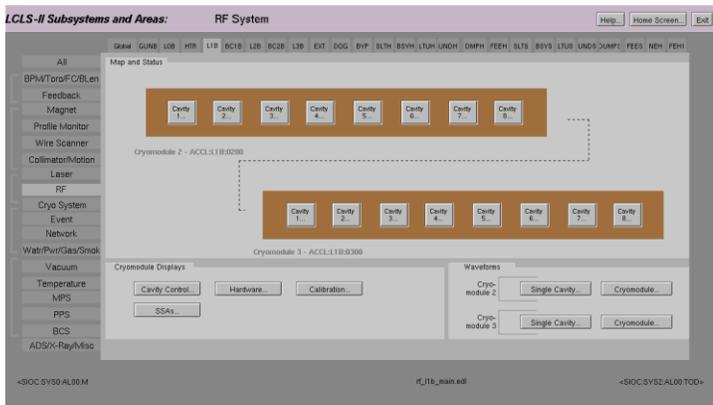 LCLS-II Subsystems and Areas: RF System Help... Home Screen... Exit
Global GUNB L0B HTR L1B BC1B L2B BC2B L3B EXT DOG BYP SLTH BSYH LTUH UNDH DMPH FEEH SLTS BSYS LTUS UNDS DUMPS FEES NEH FEH1
All
BPM/Toro/FC/BLen
Feedback
Magnet
Profile Monitor
Wire Scanner
Collimator/Motion
Laser
RF
Cryo System
Event
Network
Watr/Pwr/Gas/Smok
Vacuum
Temperature
MPS
PPS
BCS
ADS/X-Ray/Misc
Map and Status
Cavity 1... Cavity 2... Cavity 3... Cavity 4... Cavity 5... Cavity 6... Cavity 7... Cavity 8...
Cryomodule 2 - ACCL:L1B:0200
Cavity 1... Cavity 2... Cavity 3... Cavity 4... Cavity 5... Cavity 6... Cavity 7... Cavity 8...
Cryomodule 3 - ACCL:L1B:0300
Cryomodule Displays
Cavity Control... Hardware... Calibration...
SSAs...
Waveforms
Cryo-module 2 Single Cavity... Cryomodule...
Cryo-module 3 Single Cavity... Cryomodule...
<SIOC:SYS0:AL00:M rf_l1b_main.edl <SIOC:SYS2:AL00:TOD>